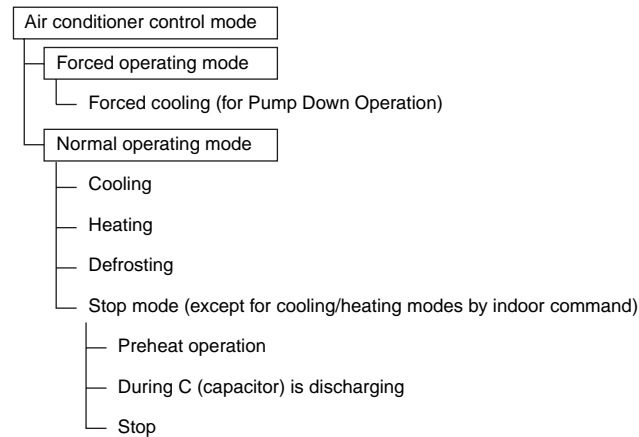 Air conditioner control mode
Forced operating mode
Forced cooling (for Pump Down Operation)
Normal operating mode
Cooling
Heating
Defrosting
Stop mode (except for cooling/heating modes by indoor command)
Preheat operation
During C (capacitor) is discharging
Stop